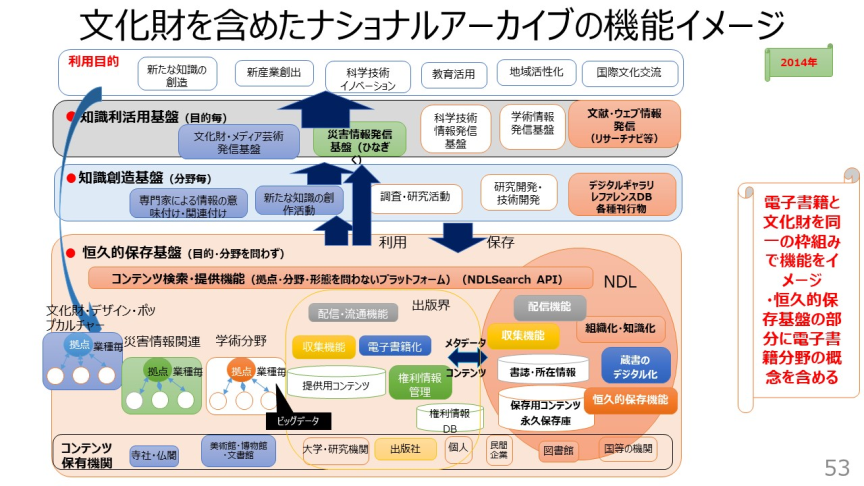 文化財を含めたナショナルアーカイブの機能イメージ
2014年
利用目的
新たな知識の
創造
新産業創出
科学技術
イノベーション
教育活用
地域活性化
国際文化交流
● 知識利活用基盤（目的毎）
文化財・メディア芸術
発信基盤
災害情報発信
基盤（ひなぎ
く）
科学技術
情報発信
基盤
学術情報
発信基盤
文献・ウェブ情報
発信
（リサーチナビ等）
● 知識創造基盤（分野毎）
専門家による情報の意
味付け・関連付け
新たな知識の創
作活動
調査・研究活動
研究開発・
技術開発
デジタルギャラリ
レファレンスDB
各種刊行物
利用
保存
● 恒久的保存基盤（目的・分野を問わず）
コンテンツ検索・提供機能（拠点・分野・形態を問わないプラットフォーム）（NDLSearch API）
NDL
文化財・デザイン・ポッ
プカルチャー
拠点
業種毎
災害情報関連
拠点
業種毎
学術分野
拠点
業種毎
ビッグデータ
出版界
配信・流通機能
収集機能
電子書籍化
提供用コンテンツ
権利情報
管理
権利情報
DB
メタデータ
コンテンツ
配信機能
収集機能
組織化・知識化
書誌・所在情報
蔵書の
デジタル化
保存用コンテンツ
永久保存庫
恒久的保存機能
コンテンツ
保有機関
寺社・仏閣
美術館・博物館
・文書館
大学・研究機関
出版社
個人
民間
企業
図書館
国等の機関
電子書籍と
文化財を同
一の枠組み
で機能をイ
メージ
・恒久的保
存基盤の部
分に電子書
籍分野の概
念を含める
53